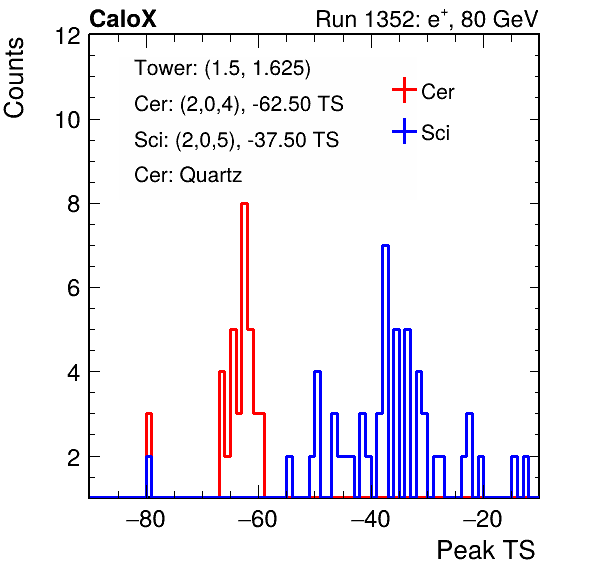 CaloX Run 1352: e⁺, 80 GeV
Counts
12
10
8
6
4
2
Tower: (1.5, 1.625)
Cer: (2,0,4), -62.50 TS
Sci: (2,0,5), -37.50 TS
Cer: Quartz
Cer
Sci
−80 −60 −40 −20
Peak TS